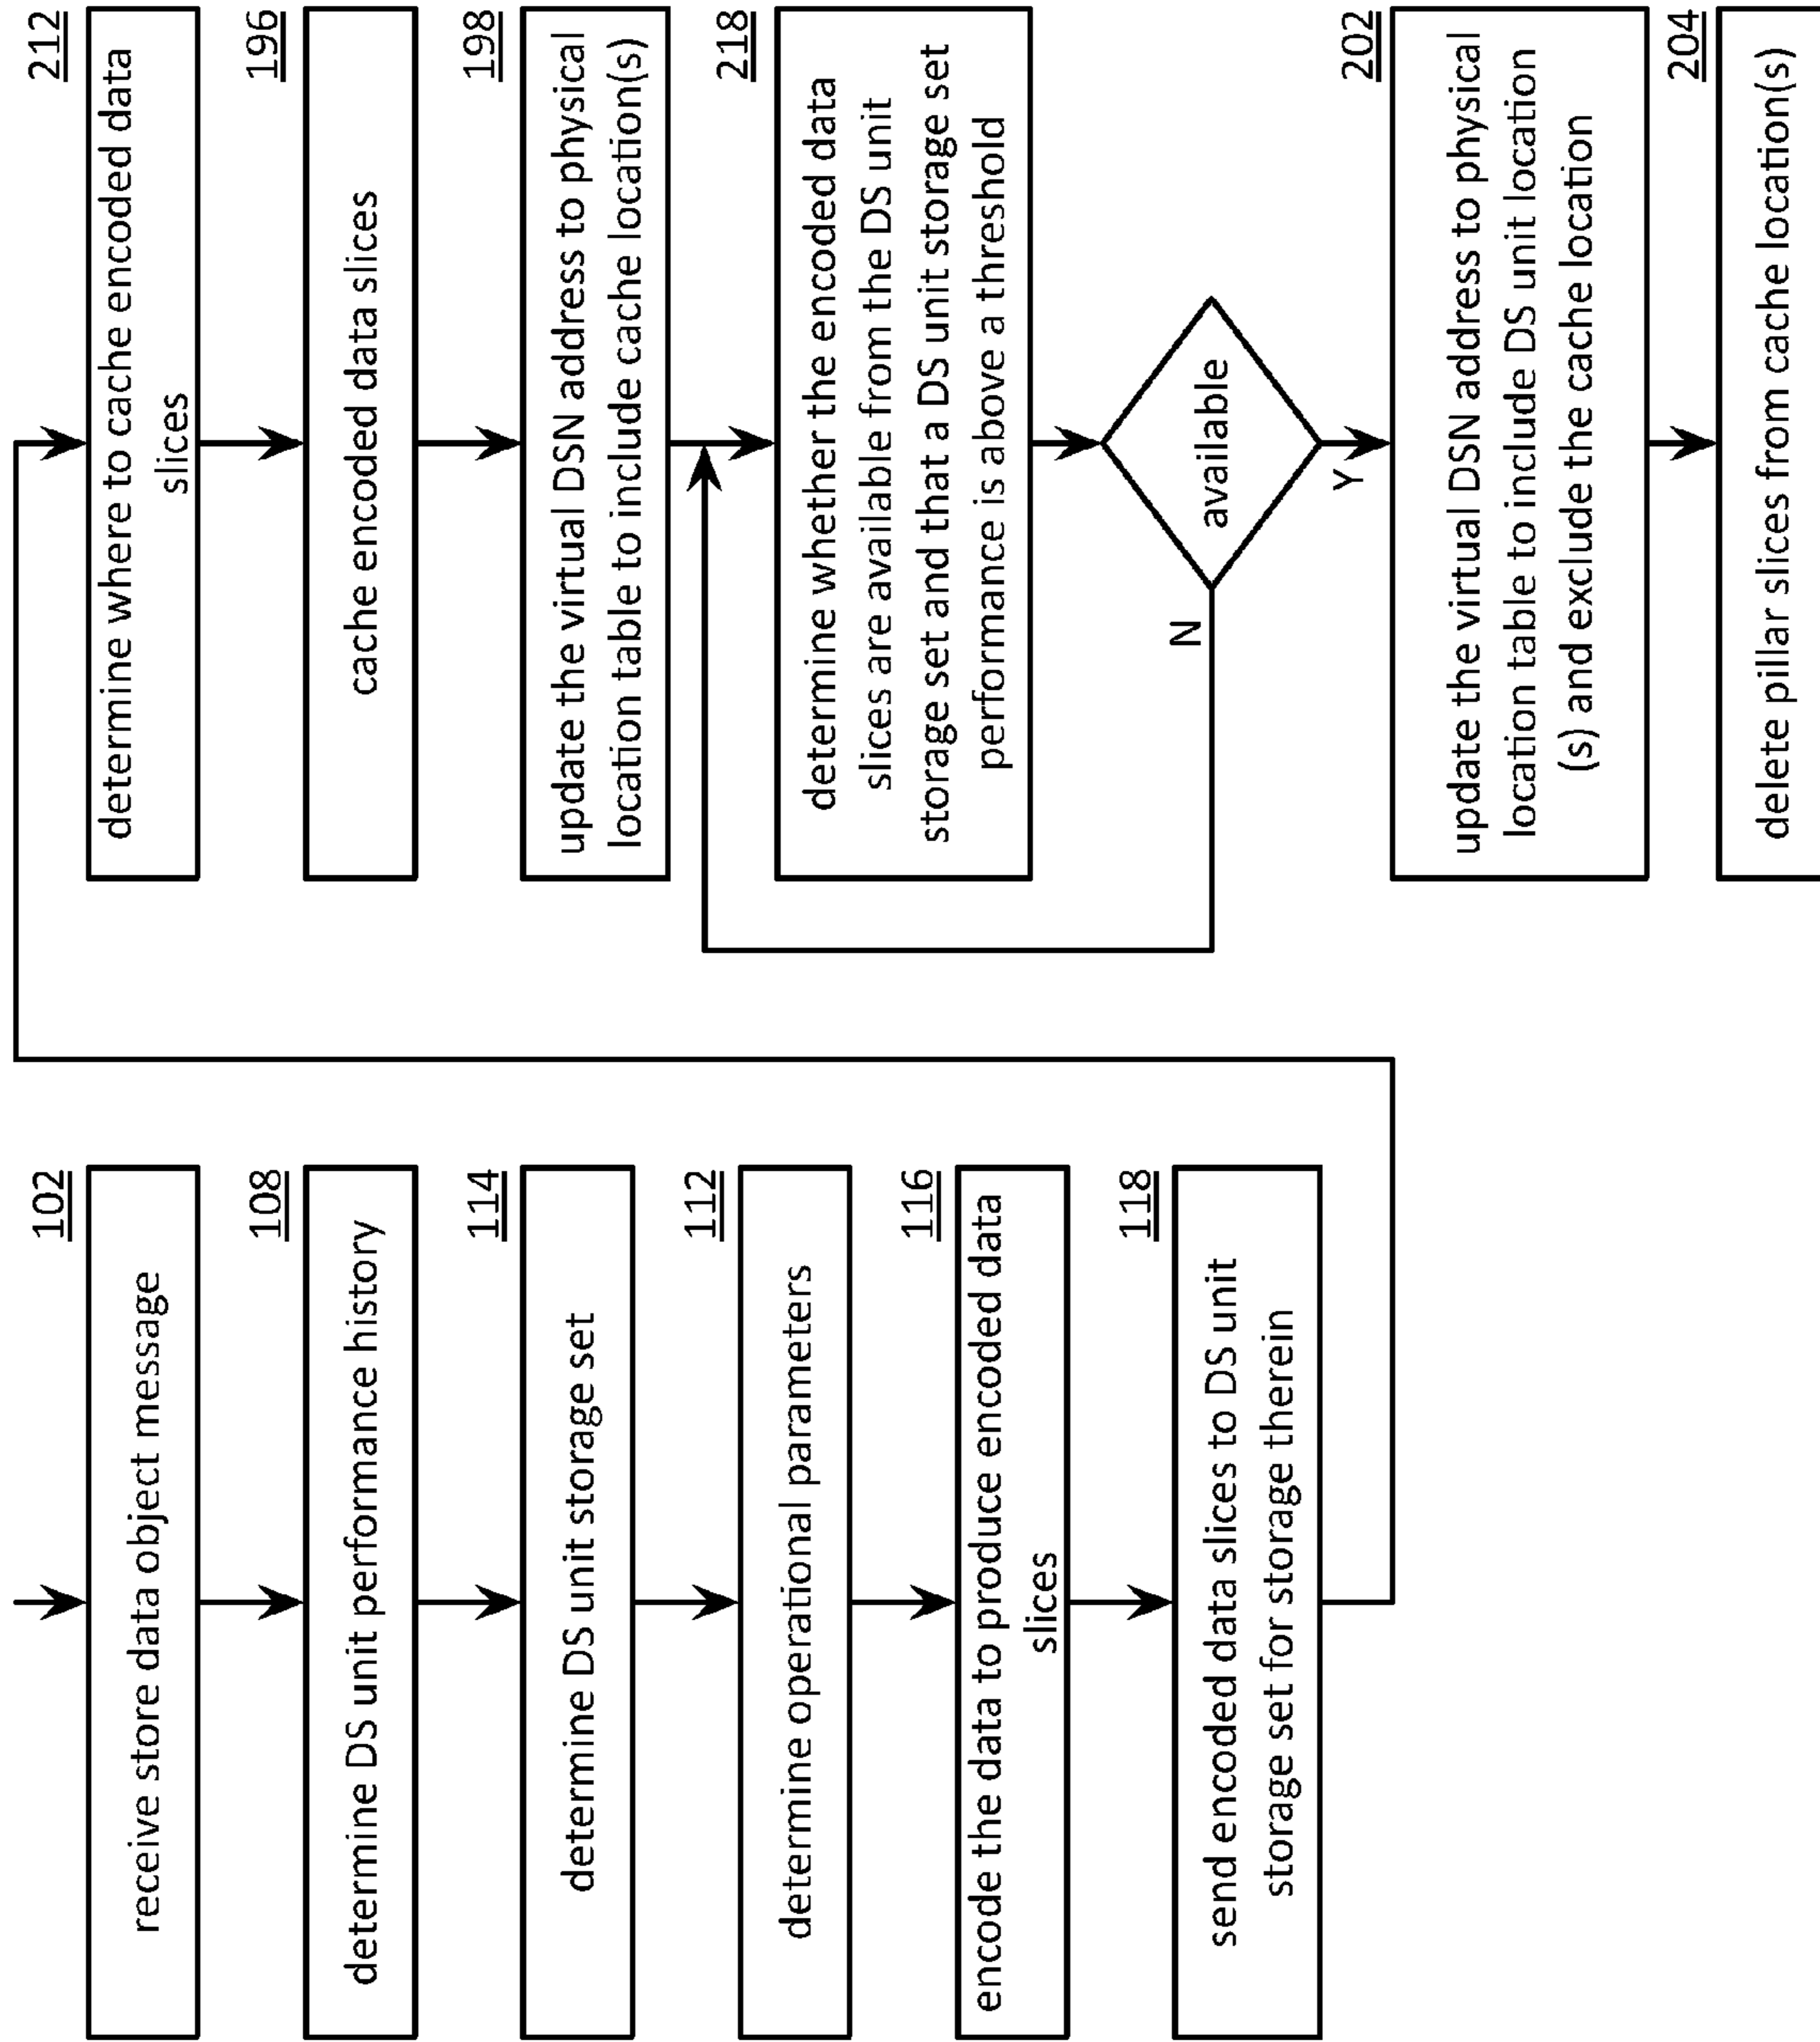 102
receive store data object message
108
determine DS unit performance history
114
determine DS unit storage set
112
determine operational parameters
116
encode the data to produce encoded data
slices
118
send encoded data slices to DS unit
storage set for storage therein
212
determine where to cache encoded data
slices
196
cache encoded data slices
198
update the virtual DSN address to physical
location table to include cache location(s)
218
determine whether the encoded data
slices are available from the DS unit
storage set and that a DS unit storage set
performance is above a threshold
available
N
Y
202
update the virtual DSN address to physical
location table to include DS unit location
(s) and exclude the cache location
204
delete pillar slices from cache location(s)